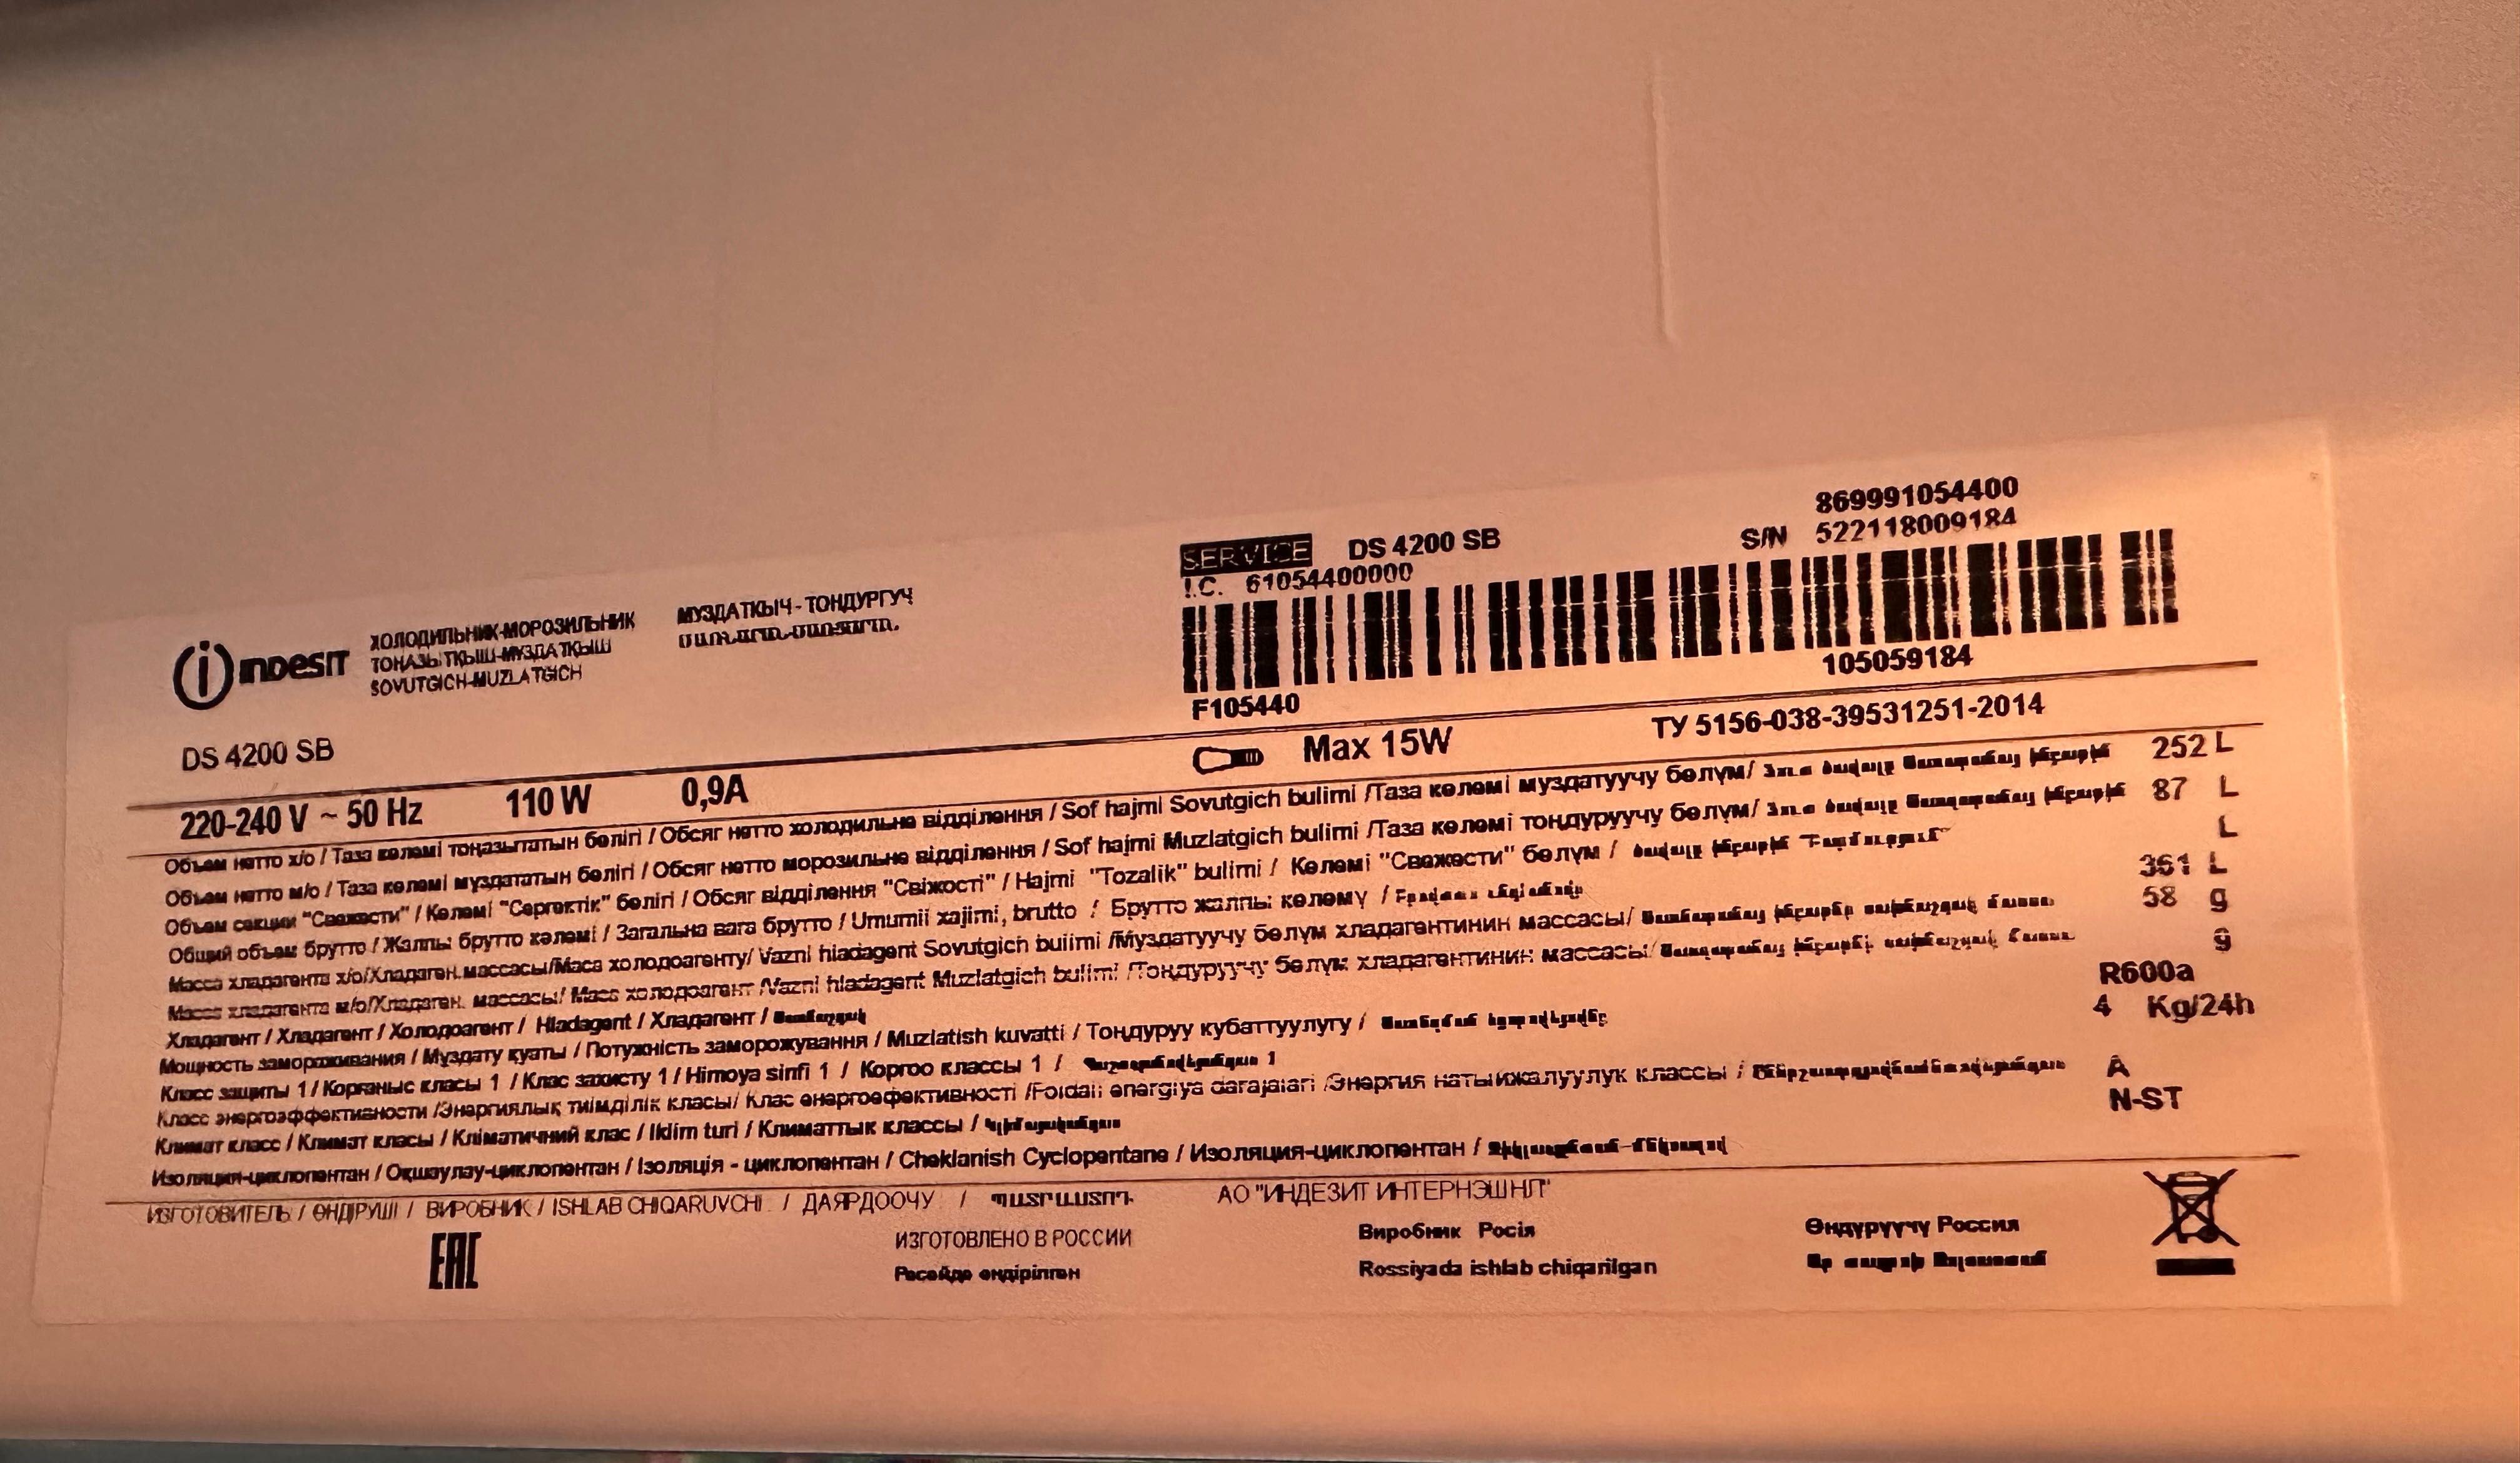 869991054400
SERVICE DS 4200 SB S/N 522118009184
I.C. 61054400000
indesit ХОЛОДИЛЬНИК-МОРОЗИЛЬНИК МУЗДАТКЫЧ - ТОНДУРГУЧ
ТОҢАЗЫТҚЫШ-МҰЗДАТҚЫШ
SOVUTGICH-MUZLATGICH
105059184
F105440
DS 4200 SB
Max 15W ТУ 5156-038-39531251-2014
220-240 V ~ 50 Hz 110 W 0,9A
Объем нетто х/о / Таза көлемі тоңазытатын бөлігі / Обсяг нетто холодильне відділення / Sof hajmi Sovutgich bulimi /Таза көлөмі муздатуучу бөлүм/ 252 L
Объем нетто м/о / Таза көлемі мұздататын бөлігі / Обсяг нетто морозильне відділення / Sof hajmi Muzlatgich bulimi /Таза көлөмі тоңдуруучу бөлүм/ 87 L
Объем секции "Свежести" / Көлемі "Сергектік" бөлігі / Обсяг відділення "Свіжості" / Hajmi "Tozalik" bulimi / Көлөмі "Свежести" бөлүм / L
Общий объем брутто / Жалпы брутто көлемі / Загальна вага брутто / Umumii xajimi, brutto / Брутто жалпы көлөмү / 361 L
Масса хладагента х/о/Хладаген.массасы/Маса холодоагенту/ Vazni hladagent Sovutgich bulimi /Муздатуучу бөлүм хладагентинин массасы/ 58 g
Масса хладагента м/о/Хладаген. массасы/ Маса холодоагент /Vazni hladagent Muzlatgich bulimi /Тоңдуруучу бөлүм хладагентинин массасы/ g
Хладагент / Хладагент / Холодоагент / Hladagent / Хладагент / R600a
Мощность замораживания / Мұздату қуаты / Потужність заморожування / Muzlatish kuvatti / Тоңдуруу кубаттуулугу / 4 Kg/24h
Класс защиты 1 / Корғаныс класы 1 / Клас захисту 1 / Himoya sinfi 1 / Коргоо классы 1 / 1
Класс энергоэффективности /Энергиялық тиімділік класы/ Клас енергоефективності /Foidali energiya darajalari /Энергия натыйжалуулук классы / A
Климат класс / Климат класы / Кліматичний клас / Iklim turi / Климаттык классы / N-ST
Изоляция-циклопентан / Оқшаулау-циклопентан / Ізоляція - циклопентан / Cheklanish Cyclopentane / Изоляция-циклопентан /
ИЗГОТОВИТЕЛЬ / ӨНДІРУШІ / ВИРОБНИК / ISHLAB CHIQARUVCHI / ДАЯРДООЧУ / АО "ИНДЕЗИТ ИНТЕРНЭШНЛ"
EAC ИЗГОТОВЛЕНО В РОССИИ Виробник Росія Өндүрүүчү Россия
Ресейде өндірілген Rossiyada ishlab chiqarilgan